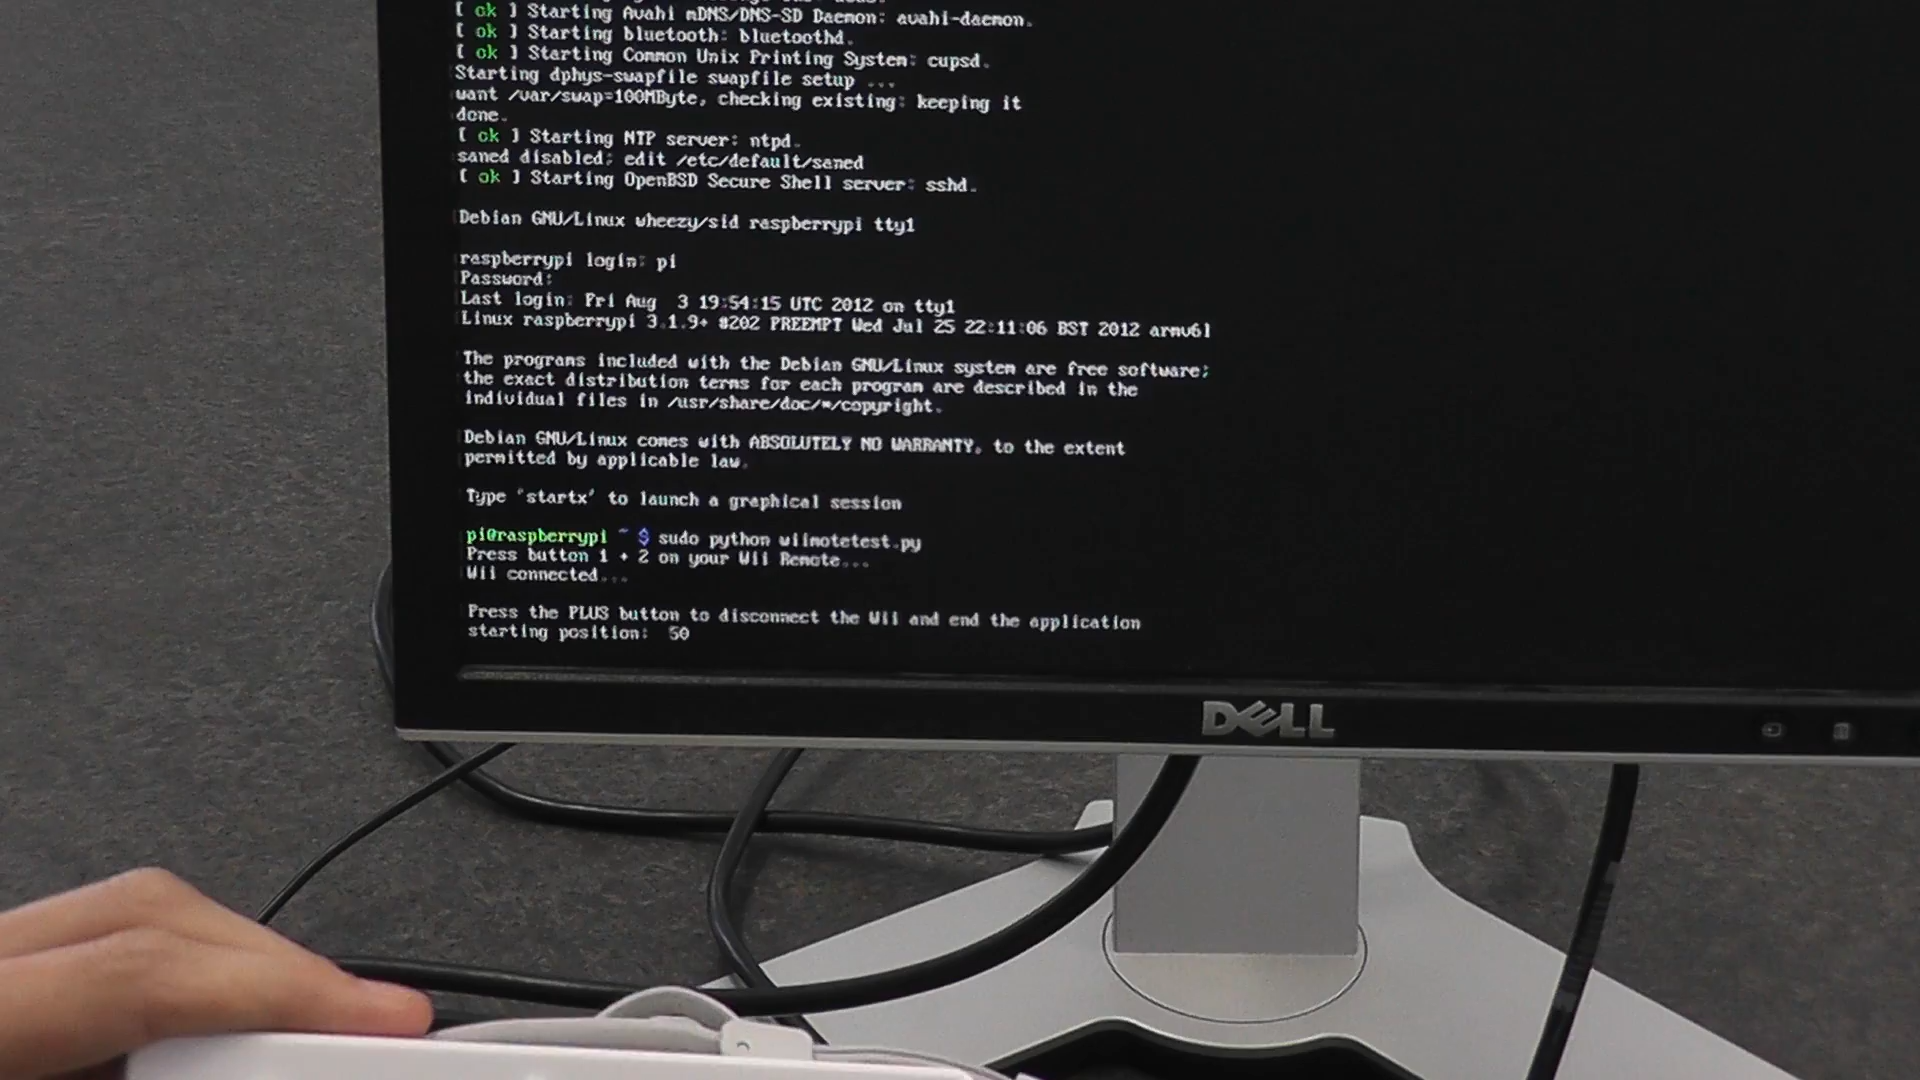 [ ok ] Starting Avahi mDNS/DNS-SD Daemon: avahi-daemon.
[ ok ] Starting bluetooth: bluetoothd.
[ ok ] Starting Common Unix Printing System: cupsd.
Starting dphys-swapfile swapfile setup ...
want /var/swap=100MByte, checking existing: keeping it
done.
[ ok ] Starting NTP server: ntpd.
saned disabled; edit /etc/default/saned
[ ok ] Starting OpenBSD Secure Shell server: sshd.
Debian GNU/Linux wheezy/sid raspberrypi tty1
raspberrypi login: pi
Password:
Last login: Fri Aug  3 19:54:15 UTC 2012 on tty1
Linux raspberrypi 3.1.9+ #202 PREEMPT Wed Jul 25 22:11:06 BST 2012 armv6l
The programs included with the Debian GNU/Linux system are free software;
the exact distribution terms for each program are described in the
individual files in /usr/share/doc/*/copyright.
Debian GNU/Linux comes with ABSOLUTELY NO WARRANTY, to the extent
permitted by applicable law.
Type 'startx' to launch a graphical session
pi@raspberrypi ~ $ sudo python wiimotetest.py
Press button 1 + 2 on your Wii Remote...
Wii connected...
Press the PLUS button to disconnect the Wii and end the application
starting position:  50
DELL